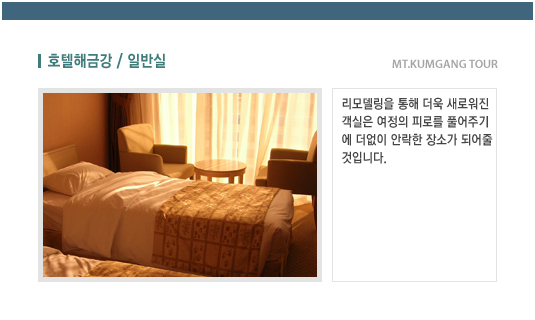 호텔해금강 / 일반실
MT.KUMGANG TOUR
리모델링을 통해 더욱 새로워진
객실은 여정의 피로를 풀어주기
에 더없이 안락한 장소가 되어줄
것입니다.